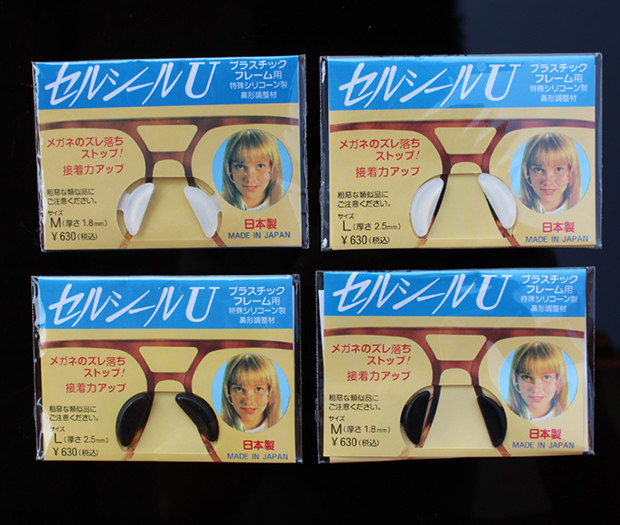 セルシールU
プラスチック
フレーム用
特殊シリコーン製
鼻形調整材
メガネのズレ落ち
ストップ!
接着力アップ
粗悪な類似品に
ご注意ください。
サイズ
M(厚さ1.8mm)
¥630(税込)
日本製
MADE IN JAPAN
セルシールU
プラスチック
フレーム用
特殊シリコーン製
鼻形調整材
メガネのズレ落ち
ストップ!
接着力アップ
粗悪な類似品に
ご注意ください。
サイズ
L(厚さ2.5mm)
¥630(税込)
日本製
MADE IN JAPAN
セルシールU
プラスチック
フレーム用
特殊シリコーン製
鼻形調整材
メガネのズレ落ち
ストップ!
接着力アップ
粗悪な類似品に
ご注意ください。
サイズ
L(厚さ2.5mm)
¥630(税込)
日本製
MADE IN JAPAN
セルシールU
プラスチック
フレーム用
特殊シリコーン製
鼻形調整材
メガネのズレ落ち
ストップ!
接着力アップ
粗悪な類似品に
ご注意ください。
サイズ
M(厚さ1.8mm)
¥630(税込)
日本製
MADE IN JAPAN